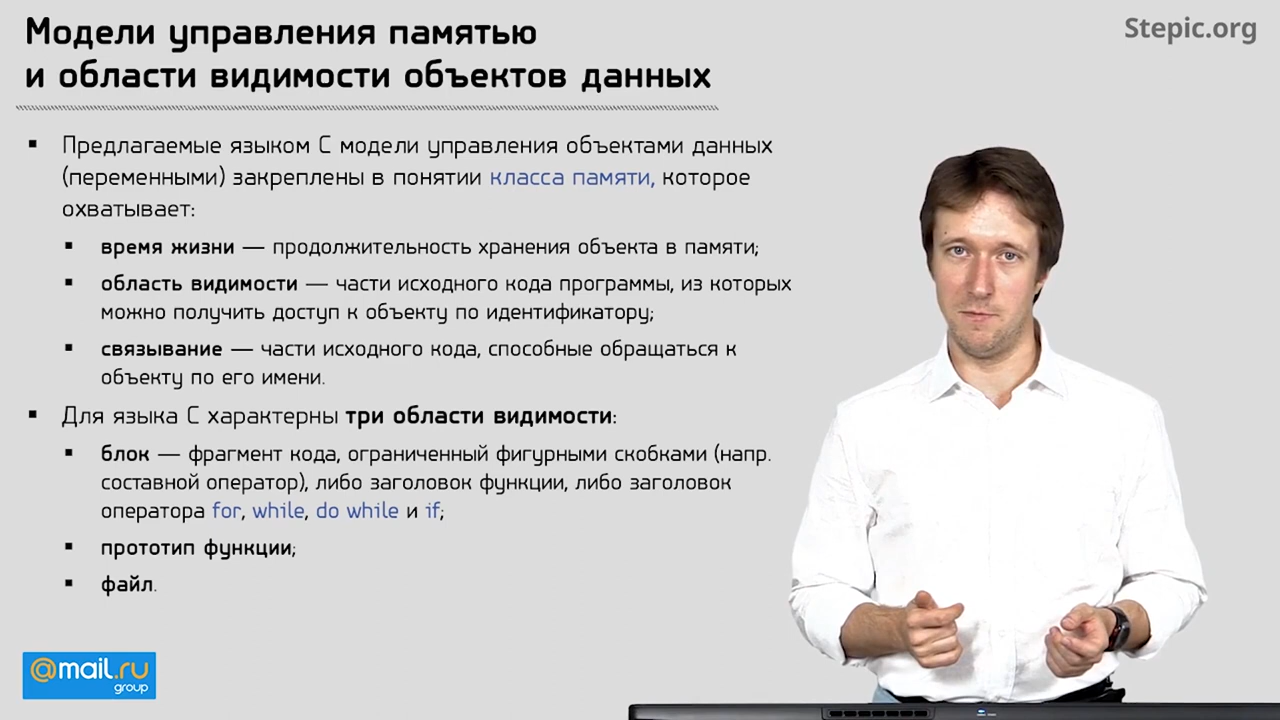 Модели управления памятью
и области видимости объектов данных
Stepic.org
▪ Предлагаемые языком C модели управления объектами данных
(переменными) закреплены в понятии класса памяти, которое
охватывает:
▪ время жизни — продолжительность хранения объекта в памяти;
▪ область видимости — части исходного кода программы, из которых
можно получить доступ к объекту по идентификатору;
▪ связывание — части исходного кода, способные обращаться к
объекту по его имени.
▪ Для языка C характерны три области видимости:
▪ блок — фрагмент кода, ограниченный фигурными скобками (напр.
составной оператор), либо заголовок функции, либо заголовок
оператора for, while, do while и if;
▪ прототип функции;
▪ файл.
@mail.ru
group